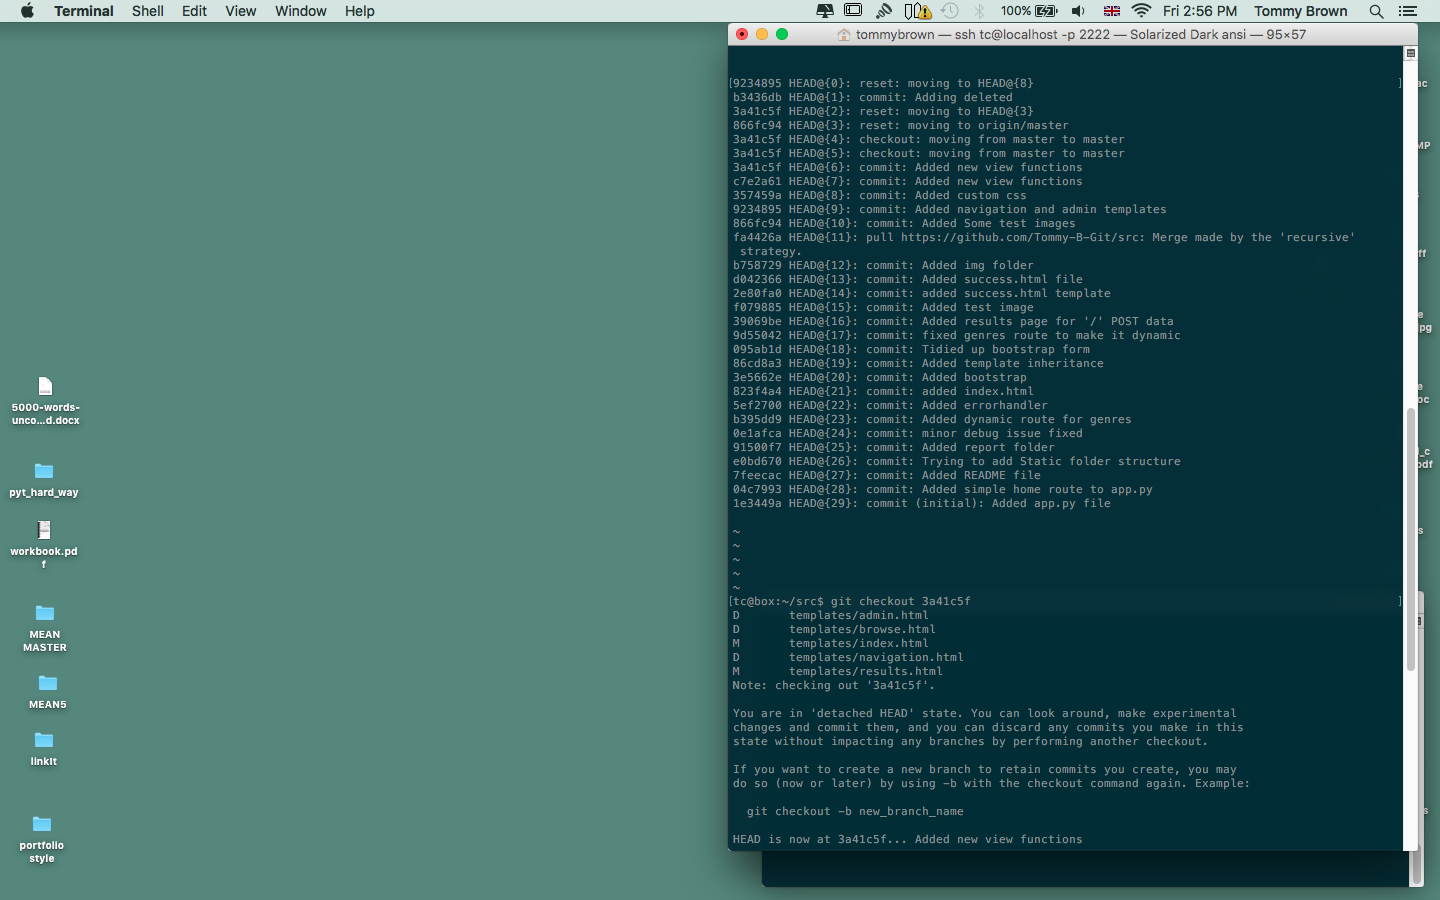 Terminal Shell Edit View Window Help 100% Fri 2:56 PM Tommy Brown
tommybrown — ssh tc@localhost -p 2222 — Solarized Dark ansi — 95×57
[9234895 HEAD@{0}: reset: moving to HEAD@{8} ]
b3436db HEAD@{1}: commit: Adding deleted
3a41c5f HEAD@{2}: reset: moving to HEAD@{3}
866fc94 HEAD@{3}: reset: moving to origin/master
3a41c5f HEAD@{4}: checkout: moving from master to master
3a41c5f HEAD@{5}: checkout: moving from master to master
3a41c5f HEAD@{6}: commit: Added new view functions
c7e2a61 HEAD@{7}: commit: Added new view functions
357459a HEAD@{8}: commit: Added custom css
9234895 HEAD@{9}: commit: Added navigation and admin templates
866fc94 HEAD@{10}: commit: Added Some test images
fa4426a HEAD@{11}: pull https://github.com/Tommy-B-Git/src: Merge made by the 'recursive'
strategy.
b758729 HEAD@{12}: commit: Added img folder
d042366 HEAD@{13}: commit: Added success.html file
2e80fa0 HEAD@{14}: commit: added success.html template
f079885 HEAD@{15}: commit: Added test image
39069be HEAD@{16}: commit: Added results page for '/' POST data
9d55042 HEAD@{17}: commit: fixed genres route to make it dynamic
095ab1d HEAD@{18}: commit: Tidied up bootstrap form
86cd8a3 HEAD@{19}: commit: Added template inheritance
3e5662e HEAD@{20}: commit: Added bootstrap
823f4a4 HEAD@{21}: commit: added index.html
5ef2700 HEAD@{22}: commit: Added errorhandler
b395dd9 HEAD@{23}: commit: Added dynamic route for genres
0e1afca HEAD@{24}: commit: minor debug issue fixed
91500f7 HEAD@{25}: commit: Added report folder
e0bd670 HEAD@{26}: commit: Trying to add Static folder structure
7feecac HEAD@{27}: commit: Added README file
04c7993 HEAD@{28}: commit: Added simple home route to app.py
1e3449a HEAD@{29}: commit (initial): Added app.py file
~
~
~
~
~
[tc@box:~/src$ git checkout 3a41c5f ]
D templates/admin.html
D templates/browse.html
M templates/index.html
D templates/navigation.html
M templates/results.html
Note: checking out '3a41c5f'.
You are in 'detached HEAD' state. You can look around, make experimental
changes and commit them, and you can discard any commits you make in this
state without impacting any branches by performing another checkout.
If you want to create a new branch to retain commits you create, you may
do so (now or later) by using -b with the checkout command again. Example:
git checkout -b new_branch_name
HEAD is now at 3a41c5f... Added new view functions
5000-words-
unco...d.docx
pyt_hard_way
workbook.pd
f
MEAN
MASTER
MEAN5
linkIt
portfolio
style
ac
MP
ff
e
jpg
e
oc
i_c
pdf
s
s